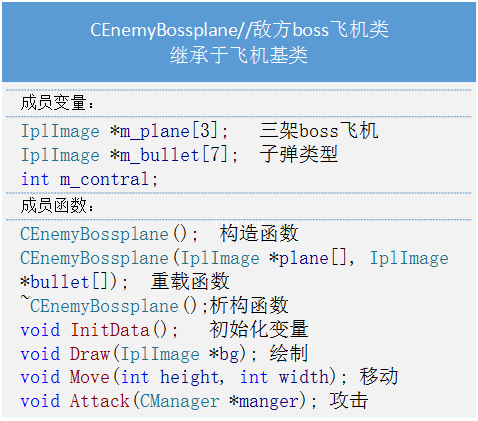 CEnemyBossplane//敌方boss飞机类
继承于飞机基类
成员变量：
IplImage *m_plane[3]; 三架boss飞机
IplImage *m_bullet[7]; 子弹类型
int m_contral;
成员函数：
CEnemyBossplane(); 构造函数
CEnemyBossplane(IplImage *plane[], IplImage
*bullet[]); 重载函数
~CEnemyBossplane();析构函数
void InitData(); 初始化变量
void Draw(IplImage *bg); 绘制
void Move(int height, int width); 移动
void Attack(CManager *manger); 攻击